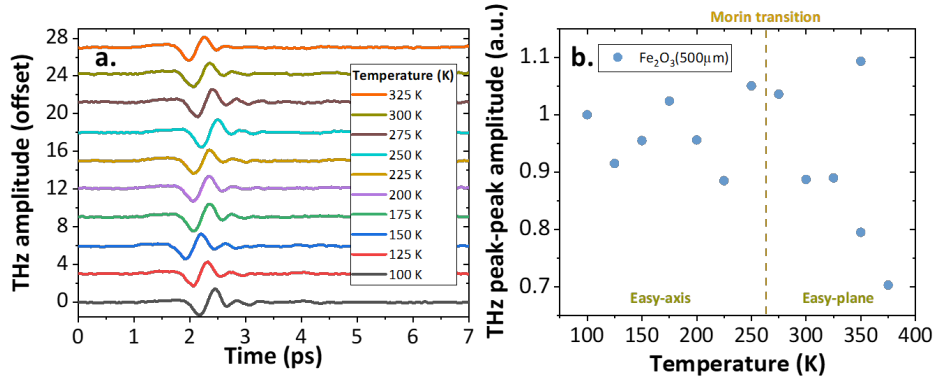 Morin transition
a.
THz amplitude (offset)
28
24
20
16
12
8
4
0
Temperature (K)
325 K
300 K
275 K
250 K
225 K
200 K
175 K
150 K
125 K
100 K
0 1 2 3 4 5 6 7
Time (ps)
b.
Fe₂O₃(500μm)
THz peak-peak amplitude (a.u.)
1.1
1
0.9
0.8
0.7
Easy-axis
Easy-plane
100 150 200 250 300 350 400
Temperature (K)